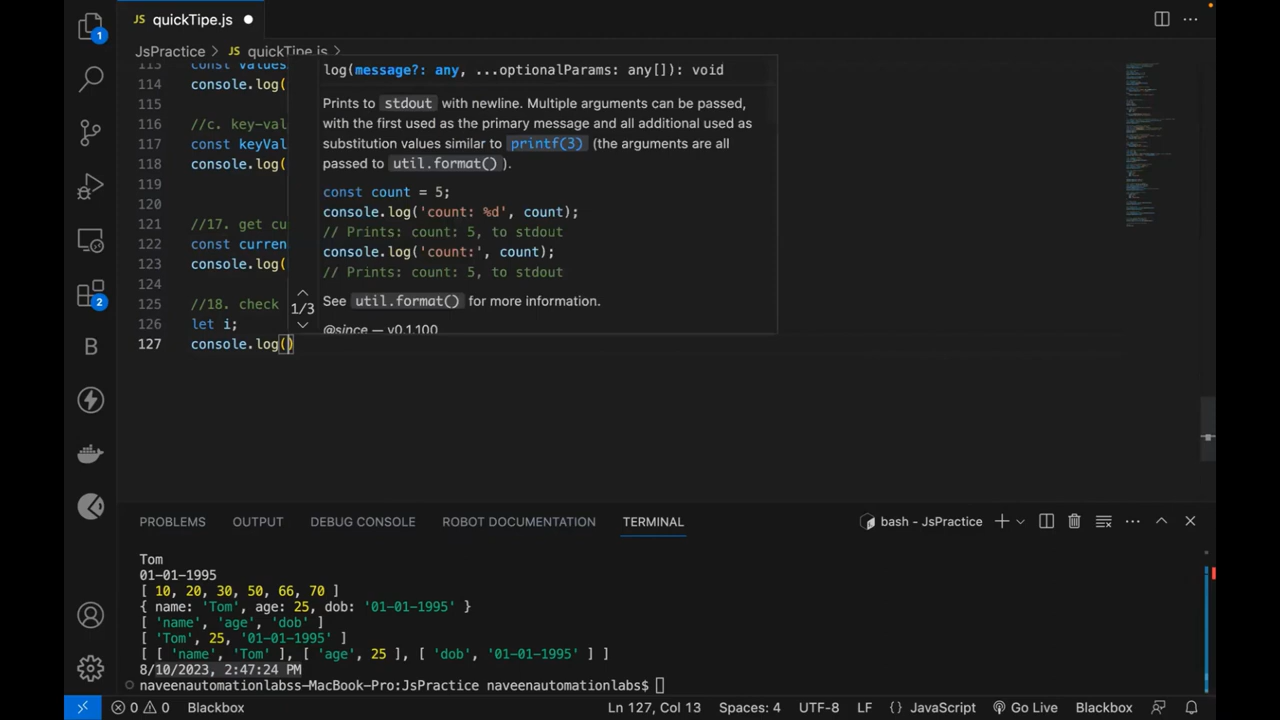 JS quickTipe.js
JsPractice > JS quickTipe.js >
1
113 const values
114 console.log(
115
116 //c. key-val
117 const keyVal
118 console.log(
119
120
121 //17. get cu
122 const curren
123 console.log(
124
125 //18. check
126 let i;
127 console.log()
log(message?: any, ...optionalParams: any[]): void
Prints to stdout with newline. Multiple arguments can be passed,
with the first used as the primary message and all additional used as
substitution values similar to printf(3) (the arguments are all
passed to util.format()).
const count = 5;
console.log('count: %d', count);
// Prints: count: 5, to stdout
console.log('count:', count);
// Prints: count: 5, to stdout
1/3
See util.format() for more information.
@since — v0.1.100
2
B
PROBLEMS OUTPUT DEBUG CONSOLE ROBOT DOCUMENTATION TERMINAL bash - JsPractice
Tom
01-01-1995
[ 10, 20, 30, 50, 66, 70 ]
{ name: 'Tom', age: 25, dob: '01-01-1995' }
[ 'name', 'age', 'dob' ]
[ 'Tom', 25, '01-01-1995' ]
[ [ 'name', 'Tom' ], [ 'age', 25 ], [ 'dob', '01-01-1995' ] ]
8/10/2023, 2:47:24 PM
naveenautomationlabss-MacBook-Pro:JsPractice naveenautomationlabs$
0 0 Blackbox Ln 127, Col 13 Spaces: 4 UTF-8 LF {} JavaScript Go Live Blackbox